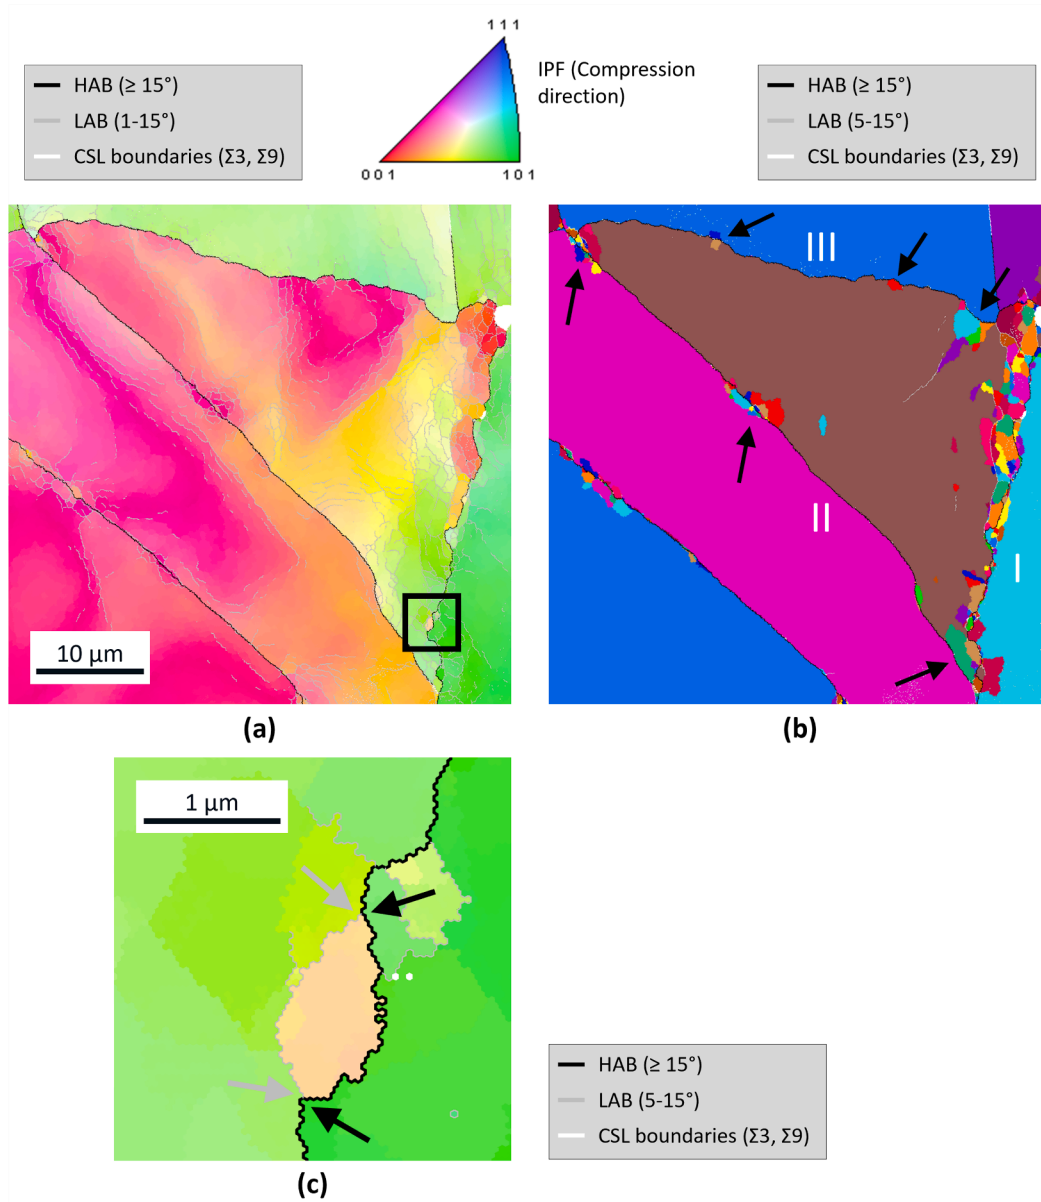 1 1 1
HAB (≥ 15°)
LAB (1-15°)
CSL boundaries (Σ3, Σ9)
IPF (Compression
direction)
0 0 1
1 0 1
HAB (≥ 15°)
LAB (5-15°)
CSL boundaries (Σ3, Σ9)
10 μm
(a)
III
II
I
(b)
1 μm
(c)
HAB (≥ 15°)
LAB (5-15°)
CSL boundaries (Σ3, Σ9)